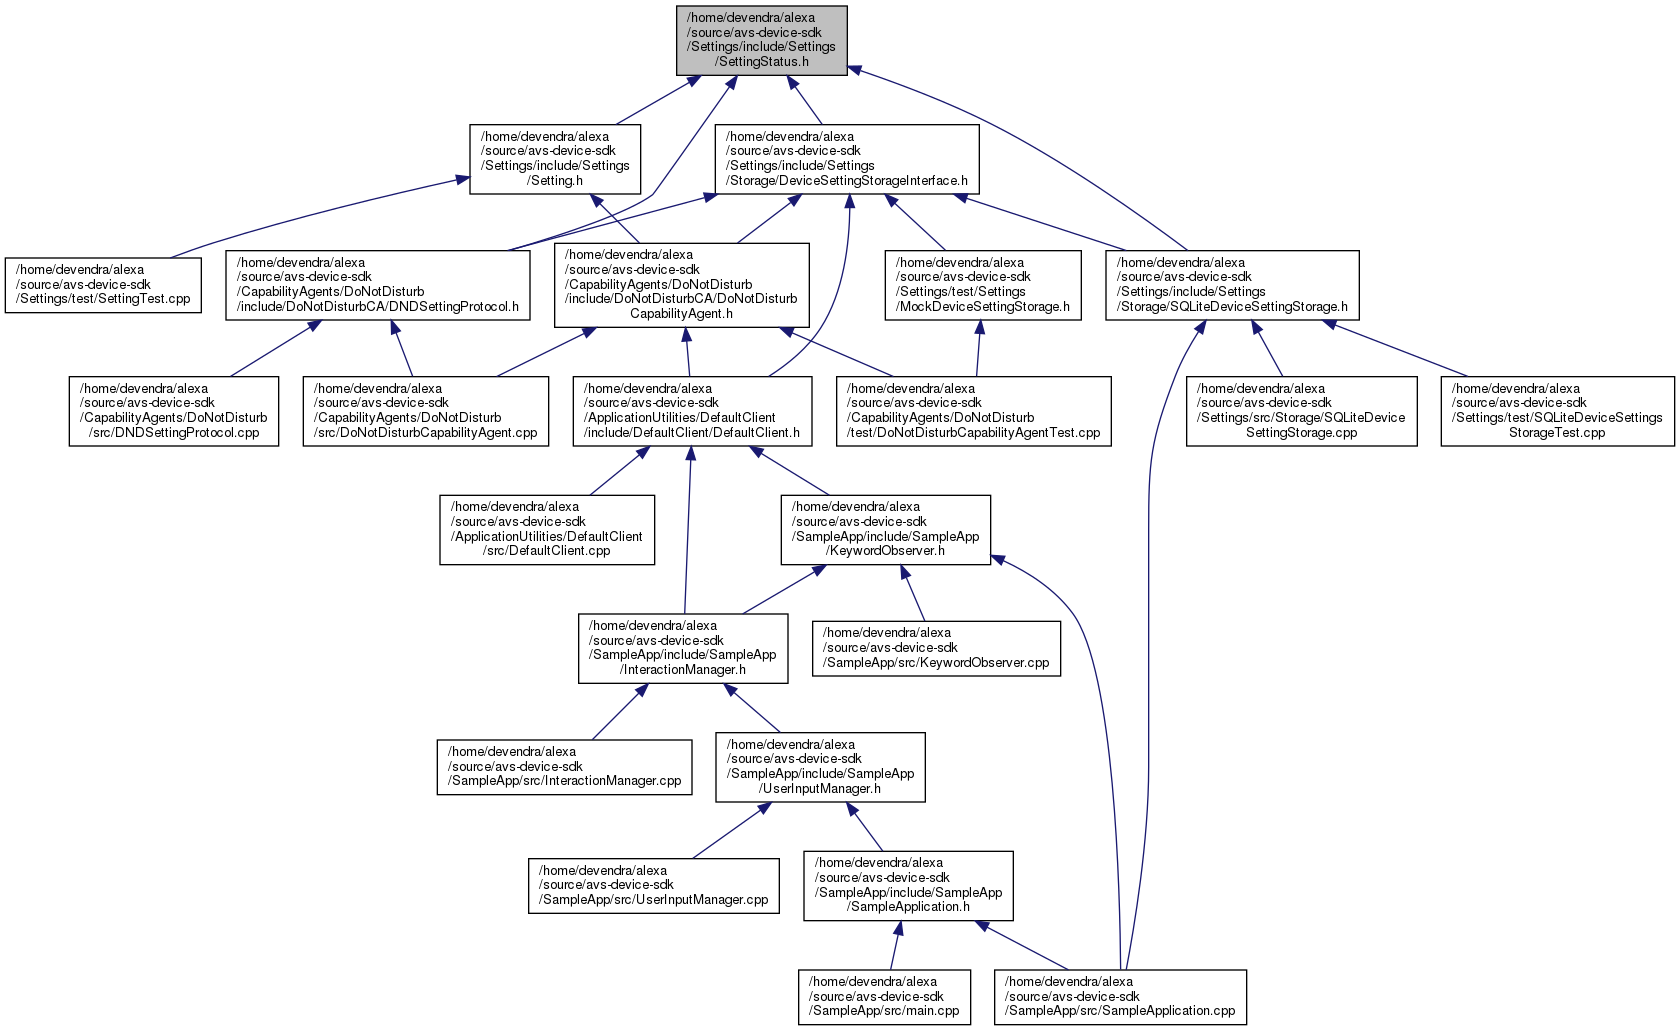 /home/devendra/alexa
/source/avs-device-sdk
/Settings/include/Settings
/SettingStatus.h
/home/devendra/alexa
/source/avs-device-sdk
/Settings/include/Settings
/Setting.h
/home/devendra/alexa
/source/avs-device-sdk
/Settings/include/Settings
/Storage/DeviceSettingStorageInterface.h
/home/devendra/alexa
/source/avs-device-sdk
/Settings/test/SettingTest.cpp
/home/devendra/alexa
/source/avs-device-sdk
/CapabilityAgents/DoNotDisturb
/include/DoNotDisturbCA/DNDSettingProtocol.h
/home/devendra/alexa
/source/avs-device-sdk
/CapabilityAgents/DoNotDisturb
/include/DoNotDisturbCA/DoNotDisturb
CapabilityAgent.h
/home/devendra/alexa
/source/avs-device-sdk
/Settings/test/Settings
/MockDeviceSettingStorage.h
/home/devendra/alexa
/source/avs-device-sdk
/Settings/include/Settings
/Storage/SQLiteDeviceSettingStorage.h
/home/devendra/alexa
/source/avs-device-sdk
/CapabilityAgents/DoNotDisturb
/src/DNDSettingProtocol.cpp
/home/devendra/alexa
/source/avs-device-sdk
/CapabilityAgents/DoNotDisturb
/src/DoNotDisturbCapabilityAgent.cpp
/home/devendra/alexa
/source/avs-device-sdk
/ApplicationUtilities/DefaultClient
/include/DefaultClient/DefaultClient.h
/home/devendra/alexa
/source/avs-device-sdk
/CapabilityAgents/DoNotDisturb
/test/DoNotDisturbCapabilityAgentTest.cpp
/home/devendra/alexa
/source/avs-device-sdk
/Settings/src/Storage/SQLiteDevice
SettingStorage.cpp
/home/devendra/alexa
/source/avs-device-sdk
/Settings/test/SQLiteDeviceSettings
StorageTest.cpp
/home/devendra/alexa
/source/avs-device-sdk
/ApplicationUtilities/DefaultClient
/src/DefaultClient.cpp
/home/devendra/alexa
/source/avs-device-sdk
/SampleApp/include/SampleApp
/KeywordObserver.h
/home/devendra/alexa
/source/avs-device-sdk
/SampleApp/include/SampleApp
/InteractionManager.h
/home/devendra/alexa
/source/avs-device-sdk
/SampleApp/src/KeywordObserver.cpp
/home/devendra/alexa
/source/avs-device-sdk
/SampleApp/src/InteractionManager.cpp
/home/devendra/alexa
/source/avs-device-sdk
/SampleApp/include/SampleApp
/UserInputManager.h
/home/devendra/alexa
/source/avs-device-sdk
/SampleApp/src/UserInputManager.cpp
/home/devendra/alexa
/source/avs-device-sdk
/SampleApp/include/SampleApp
/SampleApplication.h
/home/devendra/alexa
/source/avs-device-sdk
/SampleApp/src/main.cpp
/home/devendra/alexa
/source/avs-device-sdk
/SampleApp/src/SampleApplication.cpp